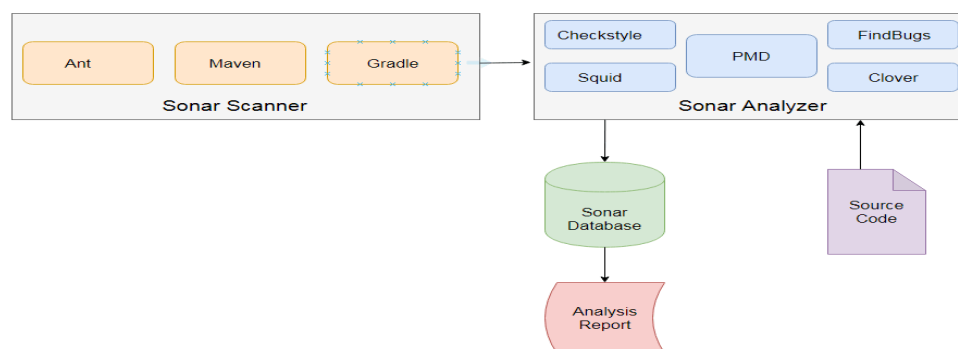 Ant
Maven
Gradle
Sonar Scanner
Checkstyle
PMD
FindBugs
Squid
Clover
Sonar Analyzer
Sonar
Database
Source
Code
Analysis
Report